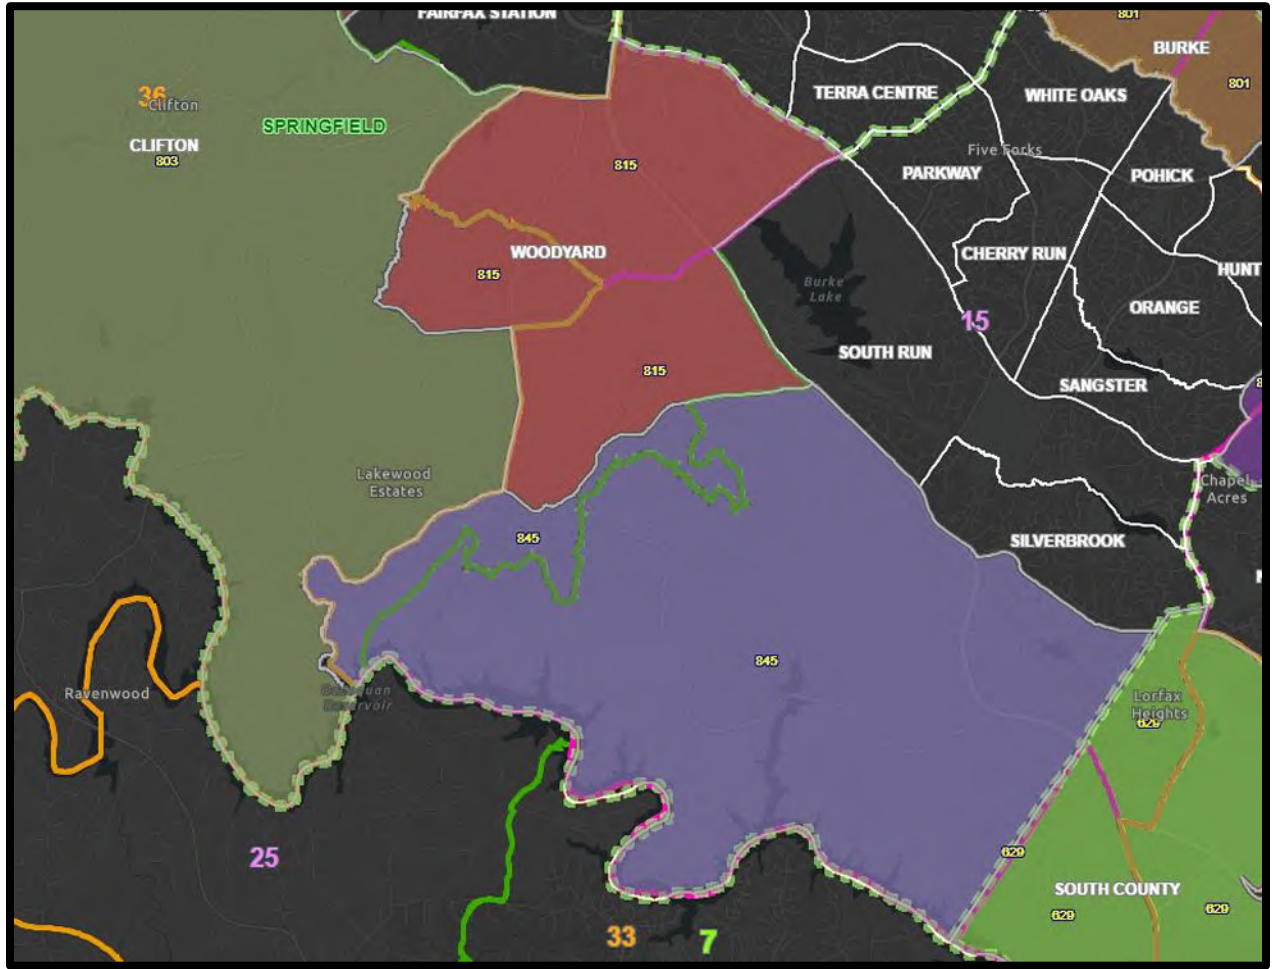 FAIRFAX STATION
801
BURKE
801
36
Clifton
SPRINGFIELD
CLIFTON
803
TERRA CENTRE
WHITE OAKS
Five Forks
815
PARKWAY
POHICK
WOODYARD
815
CHERRY RUN
HUNT
Burke
Lake
ORANGE
15
SOUTH RUN
815
SANGSTER
Lakewood
Estates
Chapel
Acres
845
SILVERBROOK
845
Ravenwood
Reservoir
Lorfax
Heights
629
25
629
SOUTH COUNTY
629
629
33
7